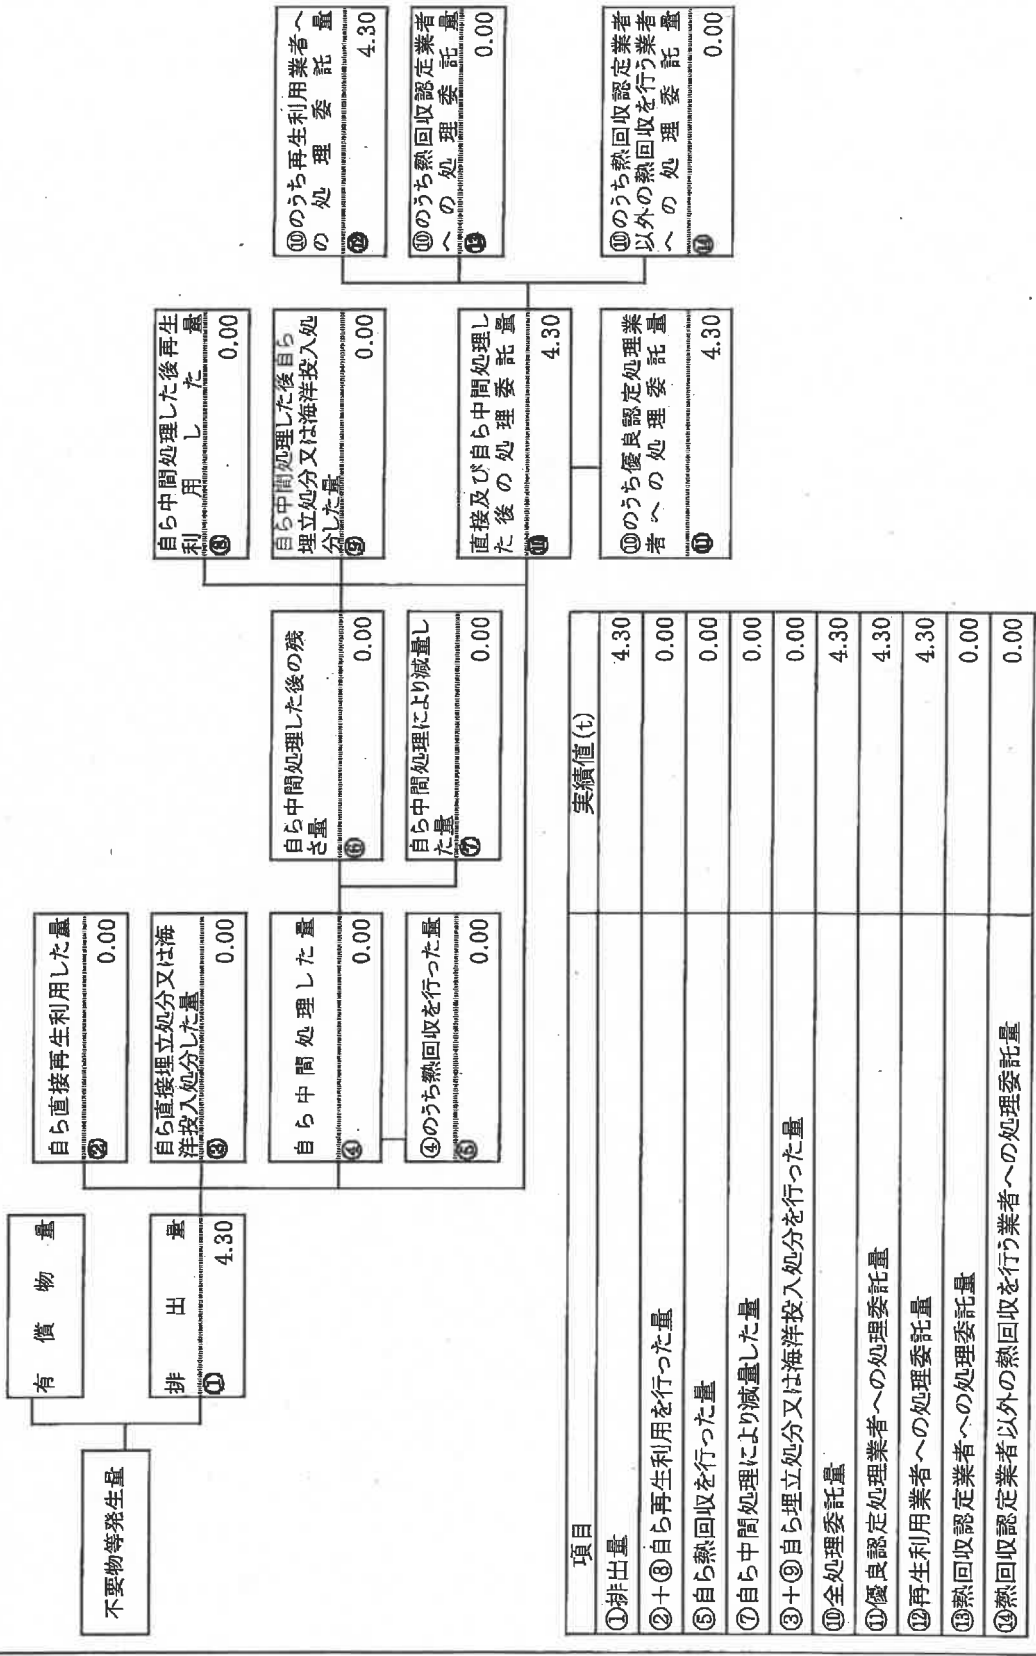 不要物等発生量
有償物量
排出量
① 4.30
自ら直接再生利用した量
② 0.00
自ら直接埋立処分又は海
洋投入処分した量
③ 0.00
自ら中間処理した量
④ 0.00
④のうち熱回収を行った量
⑤ 0.00
自ら中間処理した後の残
さ量
⑥ 0.00
自ら中間処理により減量し
た量
⑦ 0.00
自ら中間処理した後再生
利用した量
⑧ 0.00
自ら中間処理した後自ら
埋立処分又は海洋投入処
分した量
⑨ 0.00
直接及び自ら中間処理し
た後の処理委託量
⑩ 4.30
⑩のうち優良認定処理業
者への処理委託量
⑪ 4.30
⑩のうち再生利用業者へ
の処理委託量
⑫ 4.30
⑩のうち熱回収認定業者
への処理委託量
⑬ 0.00
⑩のうち熱回収認定業者
以外の熱回収を行う業者
への処理委託量
⑭ 0.00
項目 実績値(t)
①排出量 4.30
②+⑧自ら再生利用を行った量 0.00
⑤自ら熱回収を行った量 0.00
⑦自ら中間処理により減量した量 0.00
③+⑨自ら埋立処分又は海洋投入処分を行った量 0.00
⑩全処理委託量 4.30
⑪優良認定処理業者への処理委託量 4.30
⑫再生利用業者への処理委託量 4.30
⑬熱回収認定業者への処理委託量 0.00
⑭熱回収認定業者以外の熱回収を行う業者への処理委託量 0.00